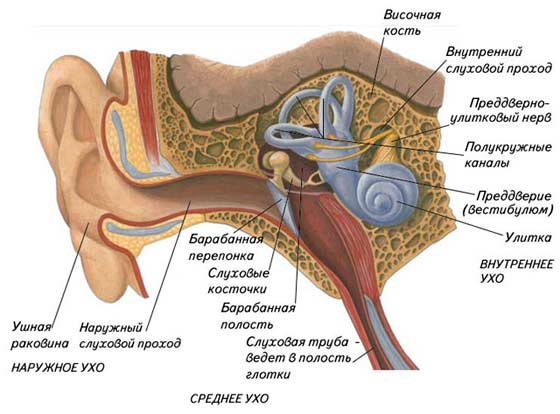 Височная
кость
Внутренний
слуховой проход
Преддверно-
улитковый нерв
Полукружные
каналы
Преддверие
(вестибулюм)
Улитка
ВНУТРЕННЕЕ
УХО
Барабанная
перепонка
Слуховые
косточки
Барабанная
полость
Слуховая труба -
ведет в полость
глотки
Ушная
раковина
Наружный
слуховой проход
НАРУЖНОЕ УХО
СРЕДНЕЕ УХО